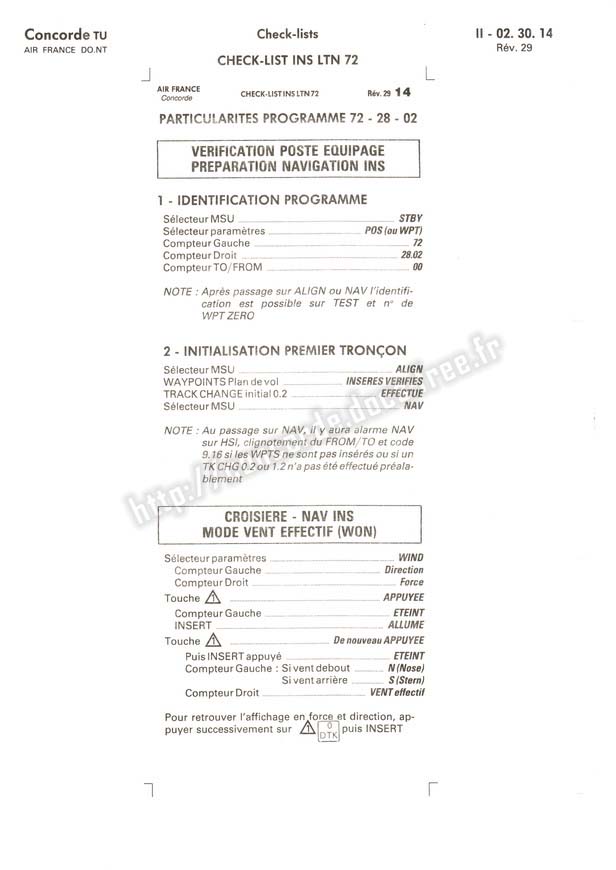 Concorde TU
AIR FRANCE DO.NT
Check-lists
II - 02. 30. 14
Rév. 29
CHECK-LIST INS LTN 72
AIR FRANCE
Concorde
CHECK-LIST INS LTN 72
Rév. 29 14
PARTICULARITES PROGRAMME 72 - 28 - 02
VERIFICATION POSTE EQUIPAGE
PREPARATION NAVIGATION INS
1 - IDENTIFICATION PROGRAMME
Sélecteur MSU STBY
Sélecteur paramètres POS (ou WPT)
Compteur Gauche 72
Compteur Droit 28.02
Compteur TO/FROM 00
NOTE : Après passage sur ALIGN ou NAV l'identifi-
cation est possible sur TEST et n° de
WPT ZERO
2 - INITIALISATION PREMIER TRONÇON
Sélecteur MSU ALIGN
WAYPOINTS Plan de vol INSERES VERIFIES
TRACK CHANGE initial 0.2 EFFECTUE
Sélecteur MSU NAV
NOTE : Au passage sur NAV, il y aura alarme NAV
sur HSI, clignotement du FROM/TO et code
9.16 si les WPTS ne sont pas insérés ou si un
TK CHG 0.2 ou 1.2 n'a pas été effectué préala-
blement
CROISIERE - NAV INS
MODE VENT EFFECTIF (WON)
Sélecteur paramètres WIND
Compteur Gauche Direction
Compteur Droit Force
Touche 1 APPUYEE
Compteur Gauche ETEINT
INSERT ALLUME
Touche 1 De nouveau APPUYEE
Puis INSERT appuyé ETEINT
Compteur Gauche : Si vent debout N (Nose)
Si vent arrière S (Stern)
Compteur Droit VENT effectif
Pour retrouver l'affichage en force et direction, ap-
puyer successivement sur 1 0 DTK puis INSERT